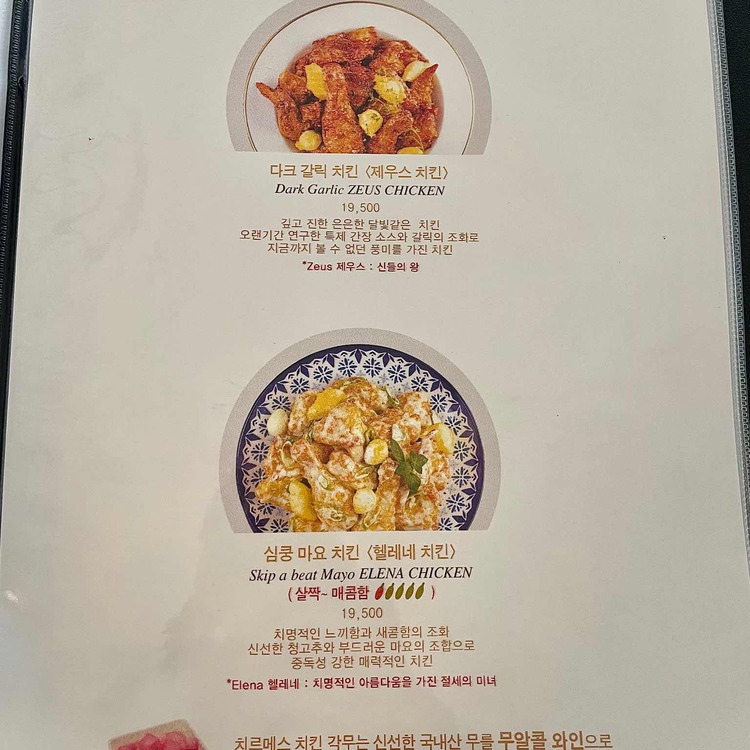 다크 갈릭 치킨 〈제우스 치킨〉
Dark Garlic ZEUS CHICKEN
19,500
깊고 진한 은은한 달빛같은 치킨
오랜기간 연구한 특제 간장 소스와 갈릭의 조화로
지금까지 볼 수 없던 풍미를 가진 치킨
*Zeus 제우스 : 신들의 왕
심쿵 마요 치킨 〈헬레네 치킨〉
Skip a beat Mayo ELENA CHICKEN
( 살짝~ 매콤함 )
19,500
치명적인 느끼함과 새콤함의 조화
신선한 청고추와 부드러운 마요의 조합으로
중독성 강한 매력적인 치킨
*Elena 헬레네 : 치명적인 아름다움을 가진 절세의 미녀
치르메스 치킨 각무는 신선한 국내산 무를 무알콜 와인으로